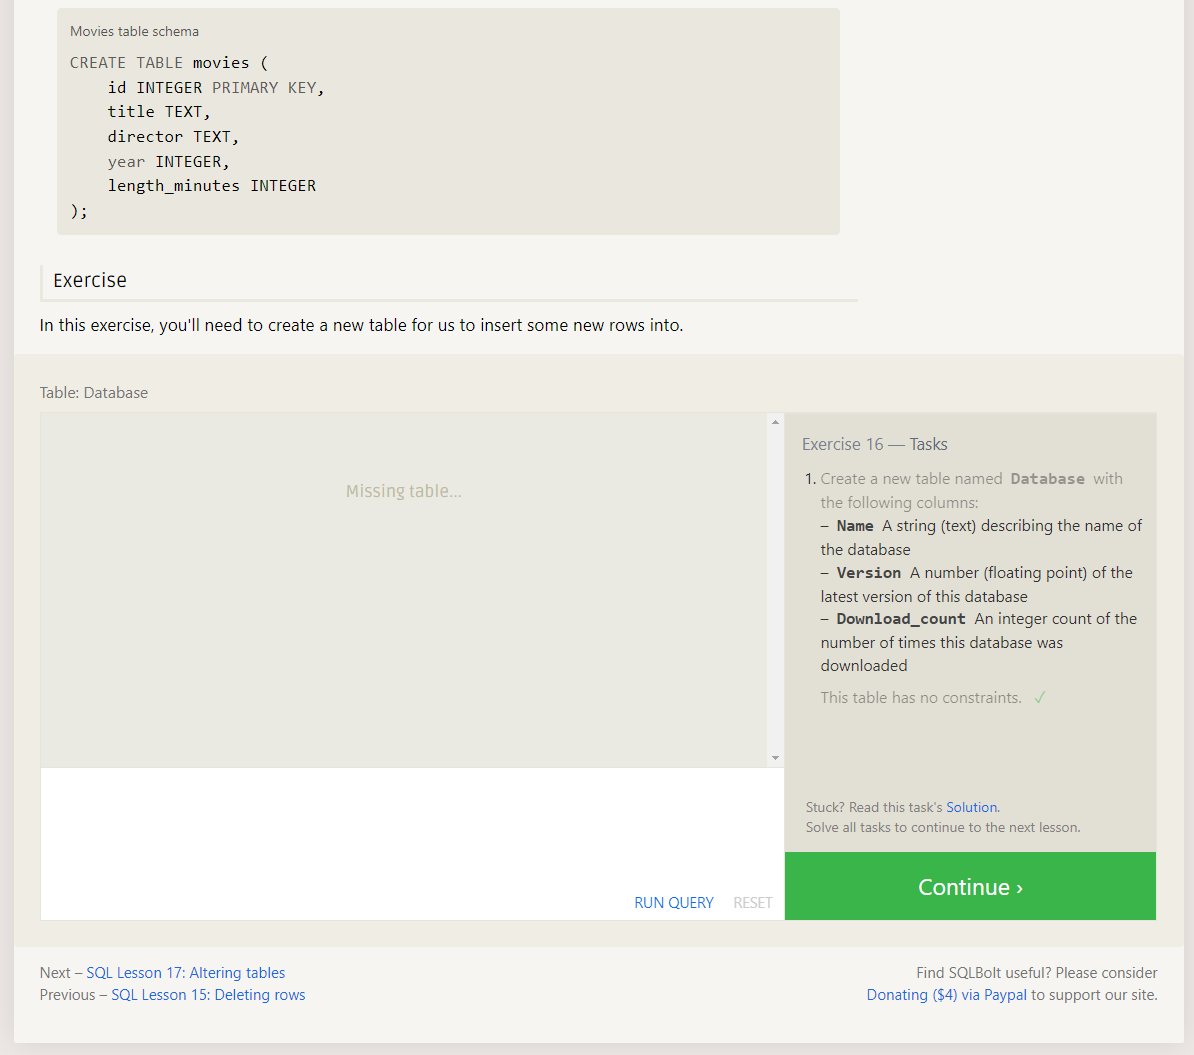 Movies table schema
CREATE TABLE movies (
    id INTEGER PRIMARY KEY,
    title TEXT,
    director TEXT,
    year INTEGER,
    length_minutes INTEGER
);
Exercise
In this exercise, you'll need to create a new table for us to insert some new rows into.
Table: Database
Missing table...
RUN QUERY RESET
Exercise 16 — Tasks
1. Create a new table named Database with
the following columns:
– Name A string (text) describing the name of
the database
– Version A number (floating point) of the
latest version of this database
– Download_count An integer count of the
number of times this database was
downloaded
This table has no constraints. ✓
Stuck? Read this task's Solution.
Solve all tasks to continue to the next lesson.
Continue ›
Next – SQL Lesson 17: Altering tables
Previous – SQL Lesson 15: Deleting rows
Find SQLBolt useful? Please consider
Donating ($4) via Paypal to support our site.